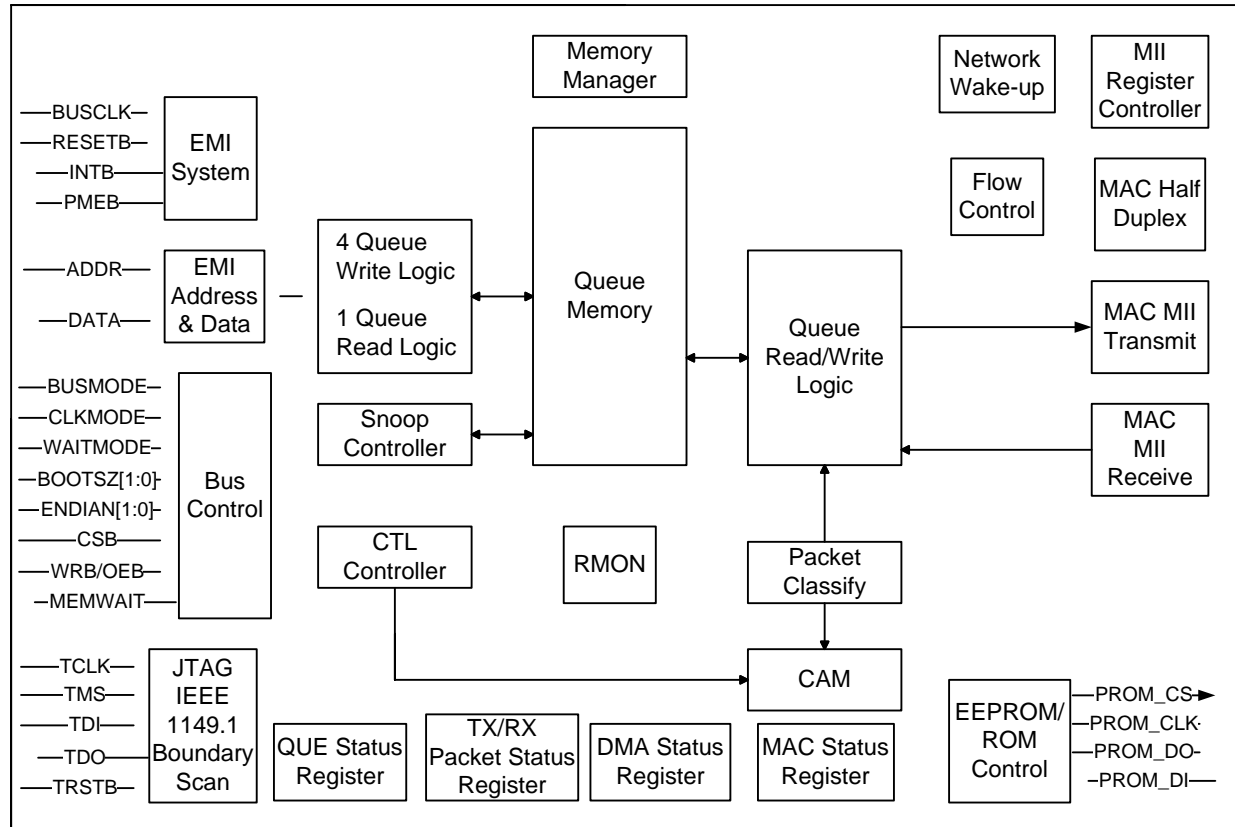 Memory
Manager
Network
Wake-up
MII
Register
Controller
BUSCLK
RESETB
INTB
PMEB
EMI
System
Flow
Control
MAC Half
Duplex
ADDR
DATA
EMI
Address
& Data
4 Queue
Write Logic
1 Queue
Read Logic
Queue
Memory
Queue
Read/Write
Logic
MAC MII
Transmit
BUSMODE
CLKMODE
WAITMODE
BOOTSZ[1:0]
ENDIAN[1:0]
CSB
WRB/OEB
MEMWAIT
Bus
Control
Snoop
Controller
MAC
MII
Receive
CTL
Controller
RMON
Packet
Classify
TCLK
TMS
TDI
TDO
TRSTB
JTAG
IEEE
1149.1
Boundary
Scan
CAM
QUE Status
Register
TX/RX
Packet Status
Register
DMA Status
Register
MAC Status
Register
EEPROM/
ROM
Control
PROM_CS
PROM_CLK
PROM_DO
PROM_DI